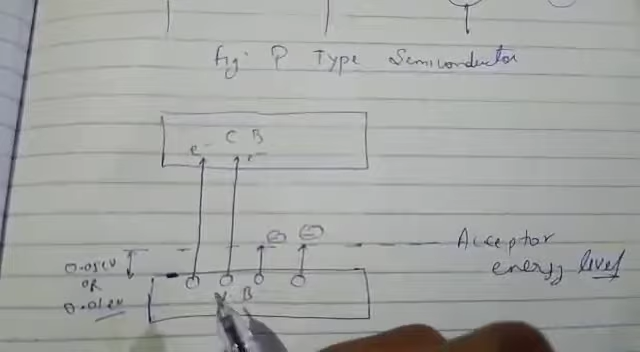 fig: P Type Semiconductor
C B
e⁻ e⁻
Acceptor
energy level
0.05eV
OR
0.01eV
V B